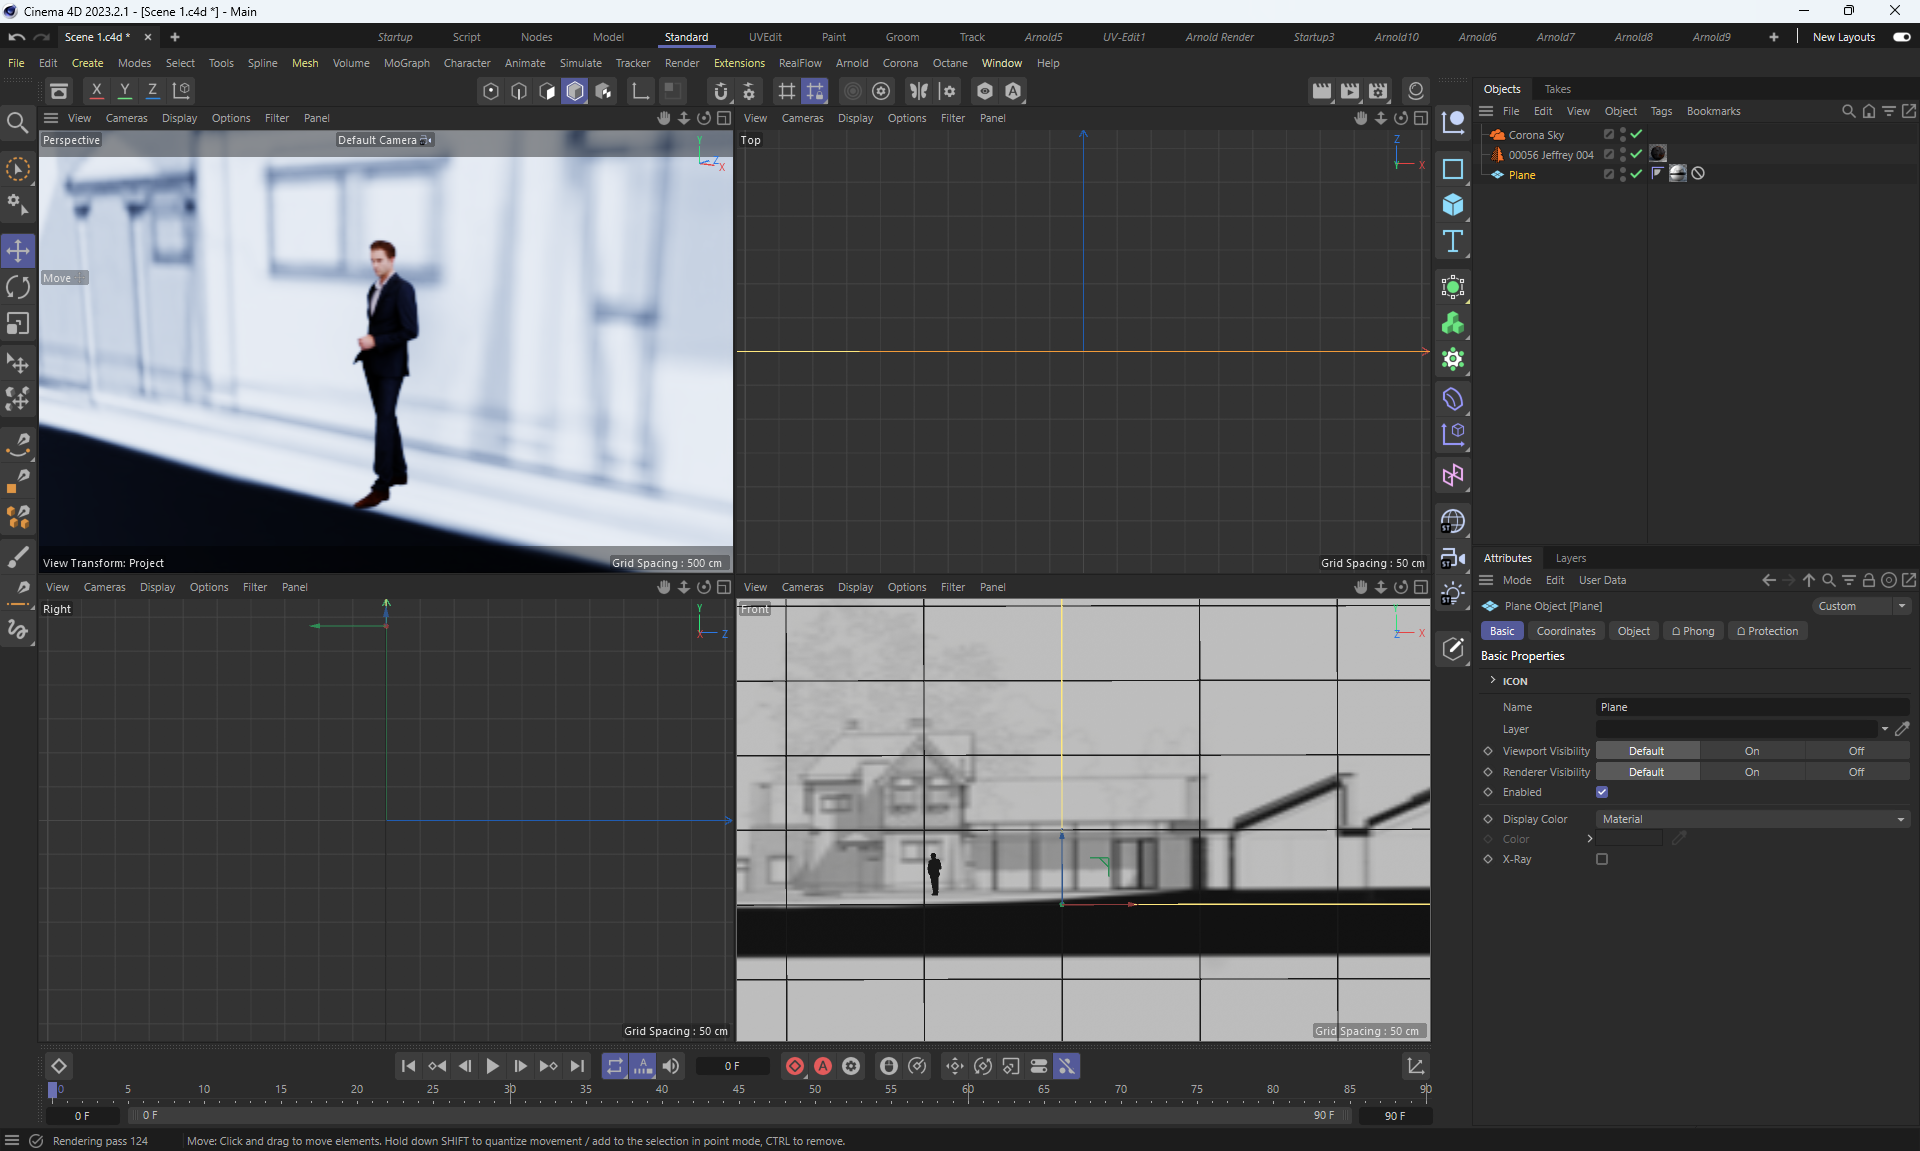 Cinema 4D 2023.2.1 - [Scene 1.c4d *] - Main
Scene 1.c4d *
Startup Script Nodes Model Standard UVEdit Paint Groom Track Arnold5 UV-Edit1 Arnold Render Startup3 Arnold10 Arnold6 Arnold7 Arnold8 Arnold9 New Layouts
File Edit Create Modes Select Tools Spline Mesh Volume MoGraph Character Animate Simulate Tracker Render Extensions RealFlow Arnold Corona Octane Window Help
X Y Z
Objects Takes
File Edit View Object Tags Bookmarks
View Cameras Display Options Filter Panel
View Cameras Display Options Filter Panel
Perspective
Default Camera
Y
Z
X
Top
Z
Y
X
Corona Sky
00056 Jeffrey 004
Plane
Move
View Transform: Project
Grid Spacing : 500 cm
Grid Spacing : 50 cm
View Cameras Display Options Filter Panel
View Cameras Display Options Filter Panel
Right
Y
X
Z
Front
Z
X
Grid Spacing : 50 cm
Grid Spacing : 50 cm
ST
ST
ST
Attributes Layers
Mode Edit User Data
Plane Object [Plane]
Custom
Basic Coordinates Object Phong Protection
Basic Properties
ICON
Name Plane
Layer
Viewport Visibility Default On Off
Renderer Visibility Default On Off
Enabled
Display Color Material
Color
X-Ray
0 F
0 5 10 15 20 25 30 35 40 45 50 55 60 65 70 75 80 85 90
0 F 0 F 90 F 90 F
Rendering pass 124
Move: Click and drag to move elements. Hold down SHIFT to quantize movement / add to the selection in point mode, CTRL to remove.